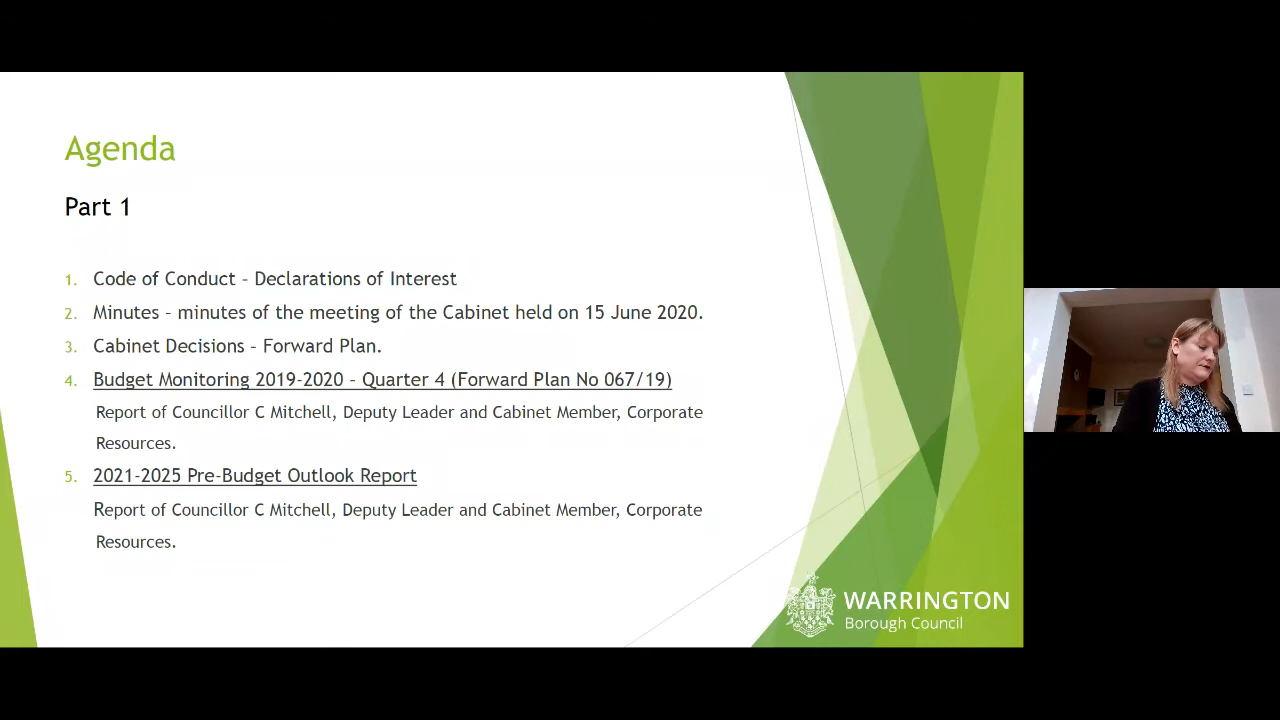 Agenda
Part 1
1. Code of Conduct – Declarations of Interest
2. Minutes – minutes of the meeting of the Cabinet held on 15 June 2020.
3. Cabinet Decisions – Forward Plan.
4. Budget Monitoring 2019-2020 – Quarter 4 (Forward Plan No 067/19)
Report of Councillor C Mitchell, Deputy Leader and Cabinet Member, Corporate
Resources.
5. 2021-2025 Pre-Budget Outlook Report
Report of Councillor C Mitchell, Deputy Leader and Cabinet Member, Corporate
Resources.
WARRINGTON
Borough Council